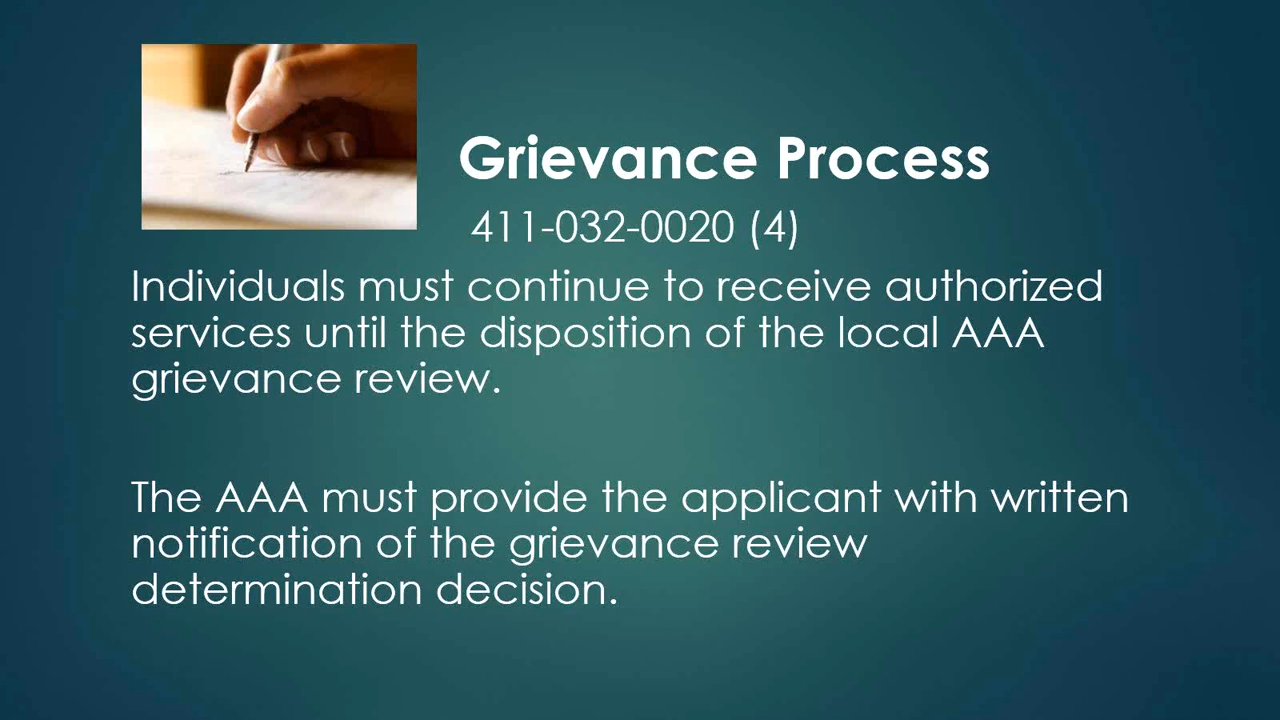 Grievance Process
411-032-0020 (4)
Individuals must continue to receive authorized
services until the disposition of the local AAA
grievance review.
The AAA must provide the applicant with written
notification of the grievance review
determination decision.